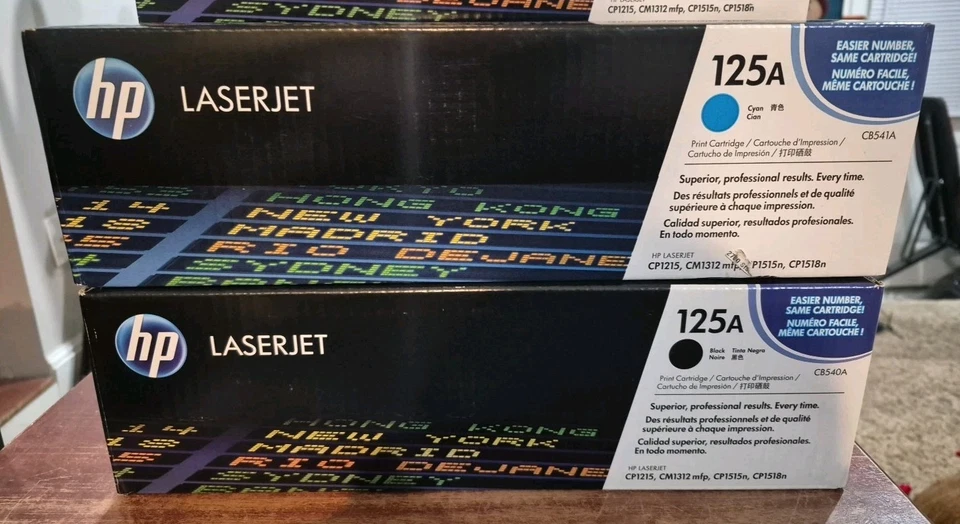 SYDNEY
CP1215, CM1312 mfp, CP1515n, CP1518n
hp
LASERJET
125A
Cyan 青色
Cian
EASIER NUMBER,
SAME CARTRIDGE!
NUMÉRO FACILE,
MÊME CARTOUCHE !
CB541A
Print Cartridge / Cartouche d'Impression /
Cartucho de Impresión / 打印硒鼓
Superior, professional results. Every time.
Des résultats professionnels et de qualité
supérieure à chaque impression.
Calidad superior, resultados profesionales.
En todo momento.
HP LASERJET
CP1215, CM1312 mfp, CP1515n, CP1518n
14 HONG KONG
15 NEW YORK
MADRID
RIO DEJANE
SYDNEY
hp
LASERJET
125A
Black Tinta Negra
Noire 黑色
EASIER NUMBER,
SAME CARTRIDGE!
NUMÉRO FACILE,
MÊME CARTOUCHE !
CB540A
Print Cartridge / Cartouche d'Impression /
Cartucho de Impresión / 打印硒鼓
Superior, professional results. Every time.
Des résultats professionnels et de qualité
supérieure à chaque impression.
Calidad superior, resultados profesionales.
En todo momento.
HP LASERJET
CP1215, CM1312 mfp, CP1515n, CP1518n
14 HONG KONG
15 NEW YORK
MADRID
RIO DEJANE
SYDNEY